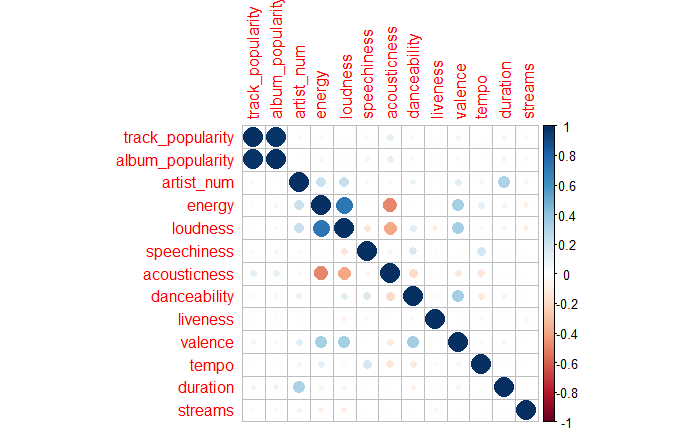 track_popularity
album_popularity
artist_num
energy
loudness
speechiness
acousticness
danceability
liveness
valence
tempo
duration
streams
track_popularity
album_popularity
artist_num
energy
loudness
speechiness
acousticness
danceability
liveness
valence
tempo
duration
streams
1
0.8
0.6
0.4
0.2
0
-0.2
-0.4
-0.6
-0.8
-1